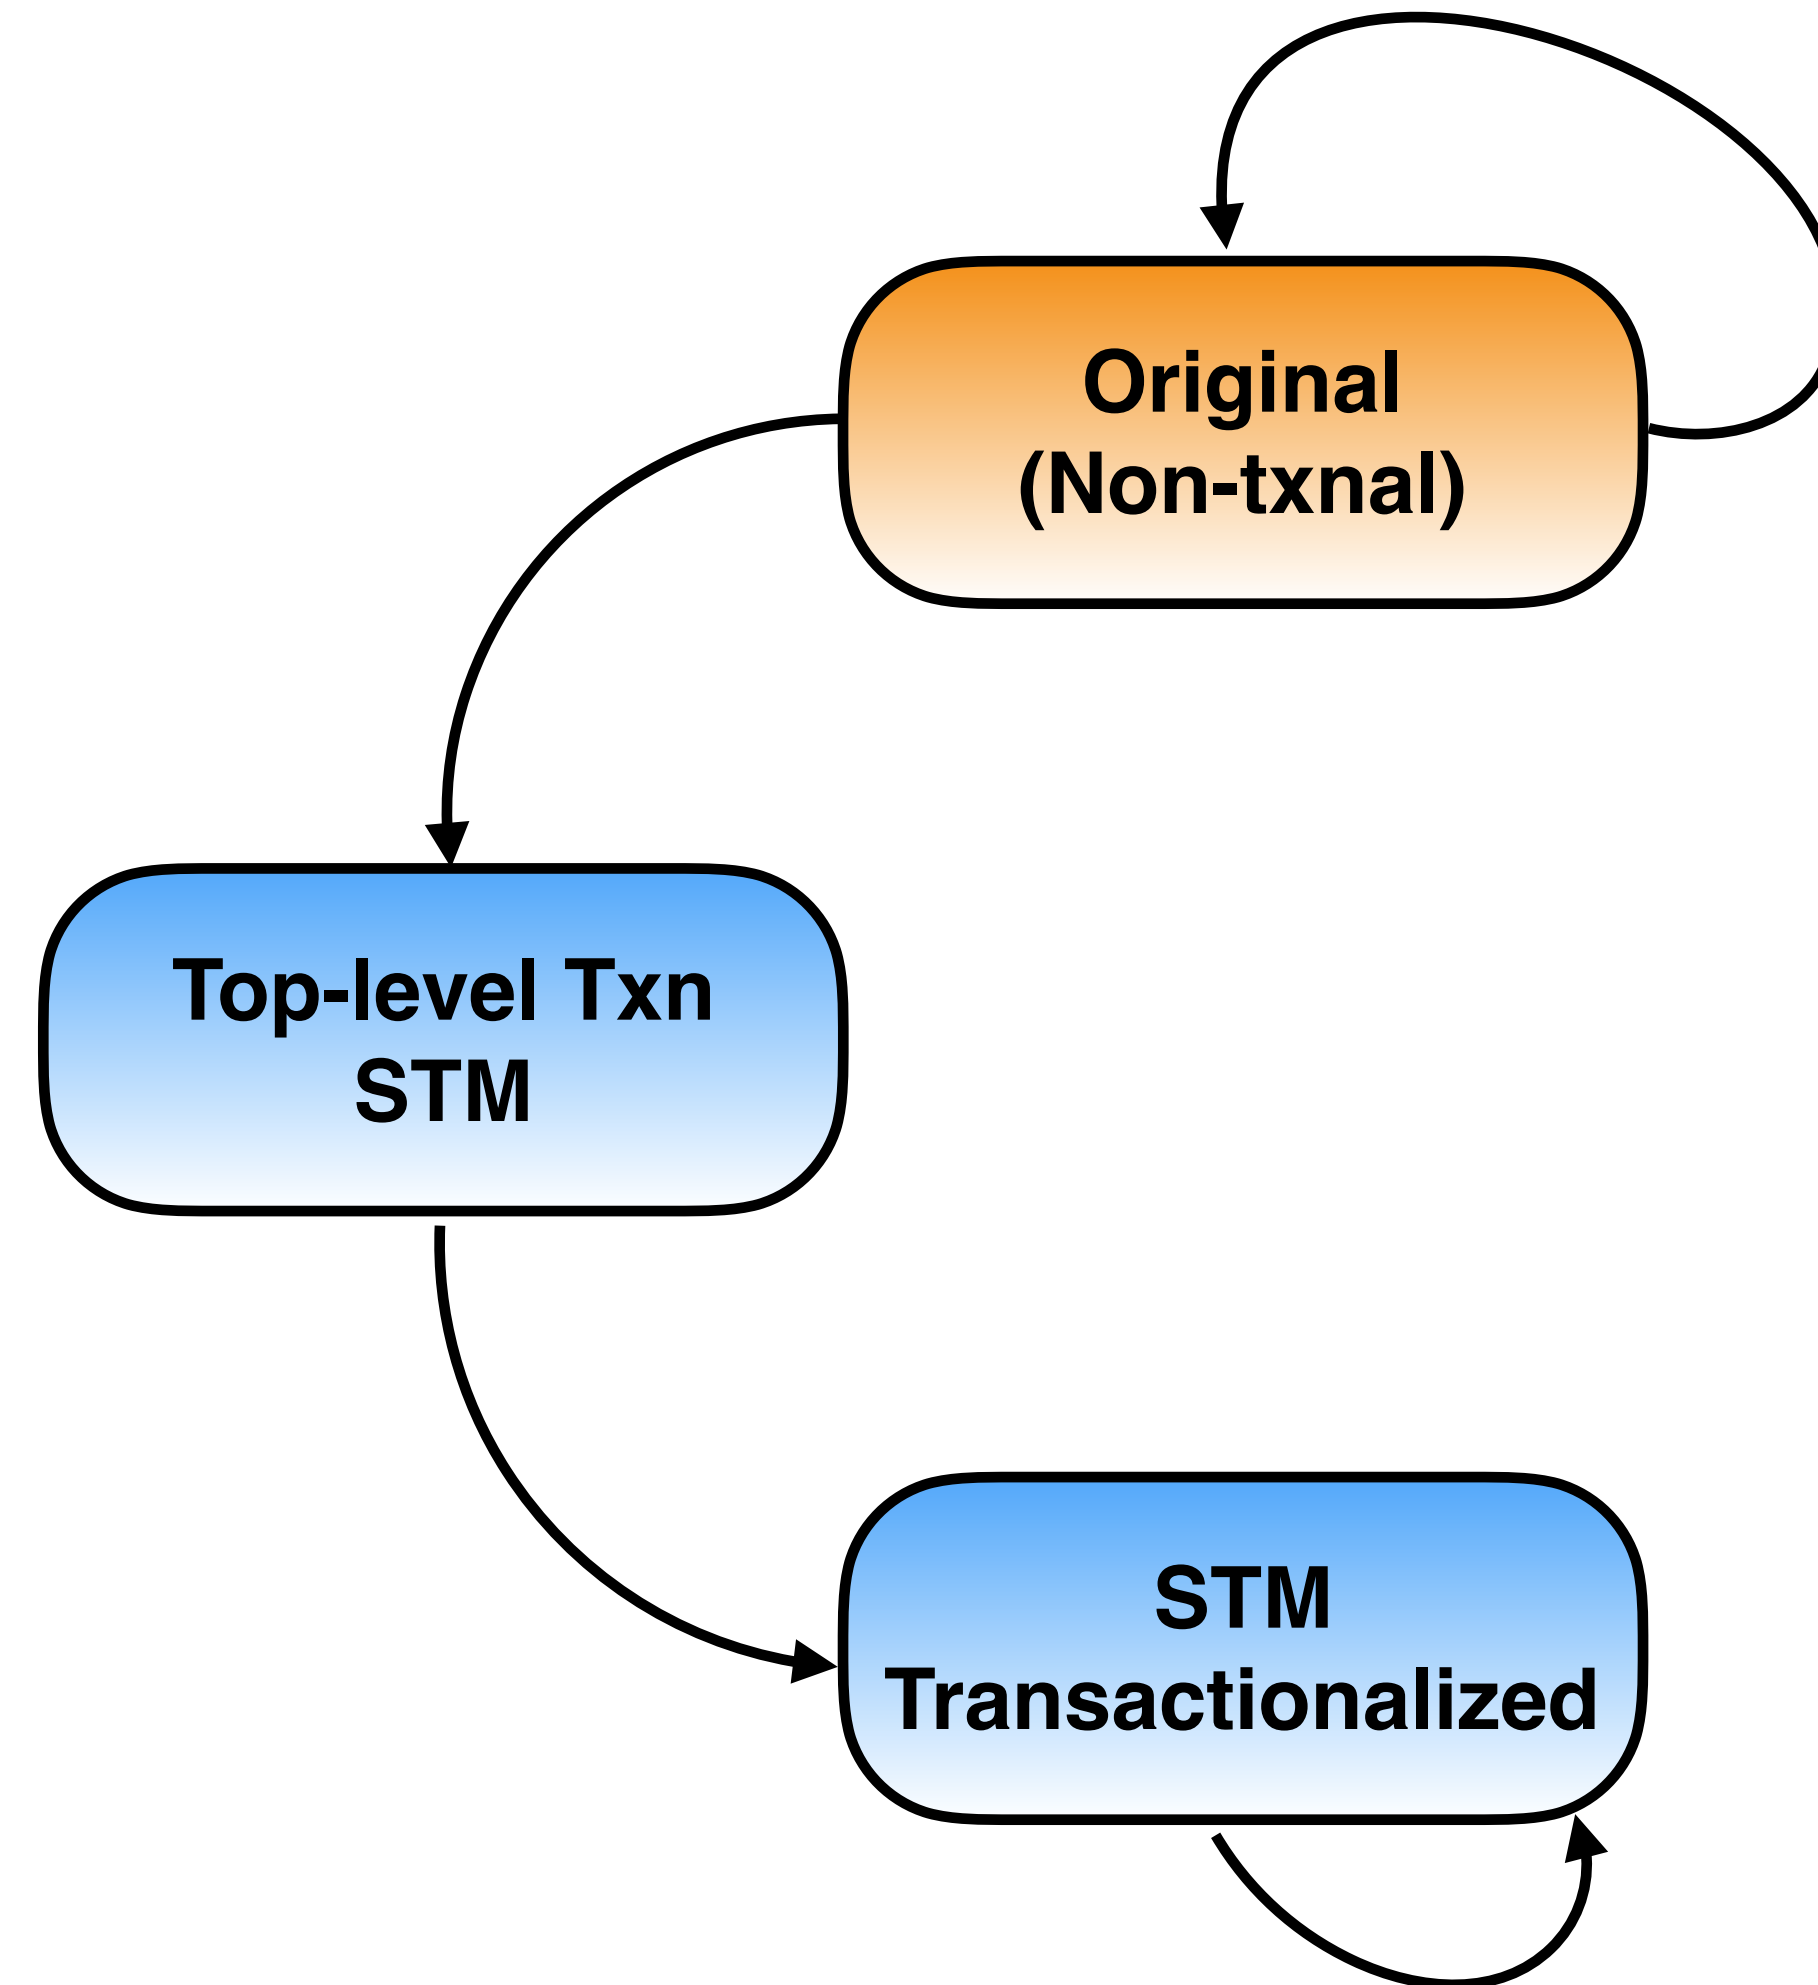 Original
(Non-txnal)
Top-level Txn
STM
STM
Transactionalized